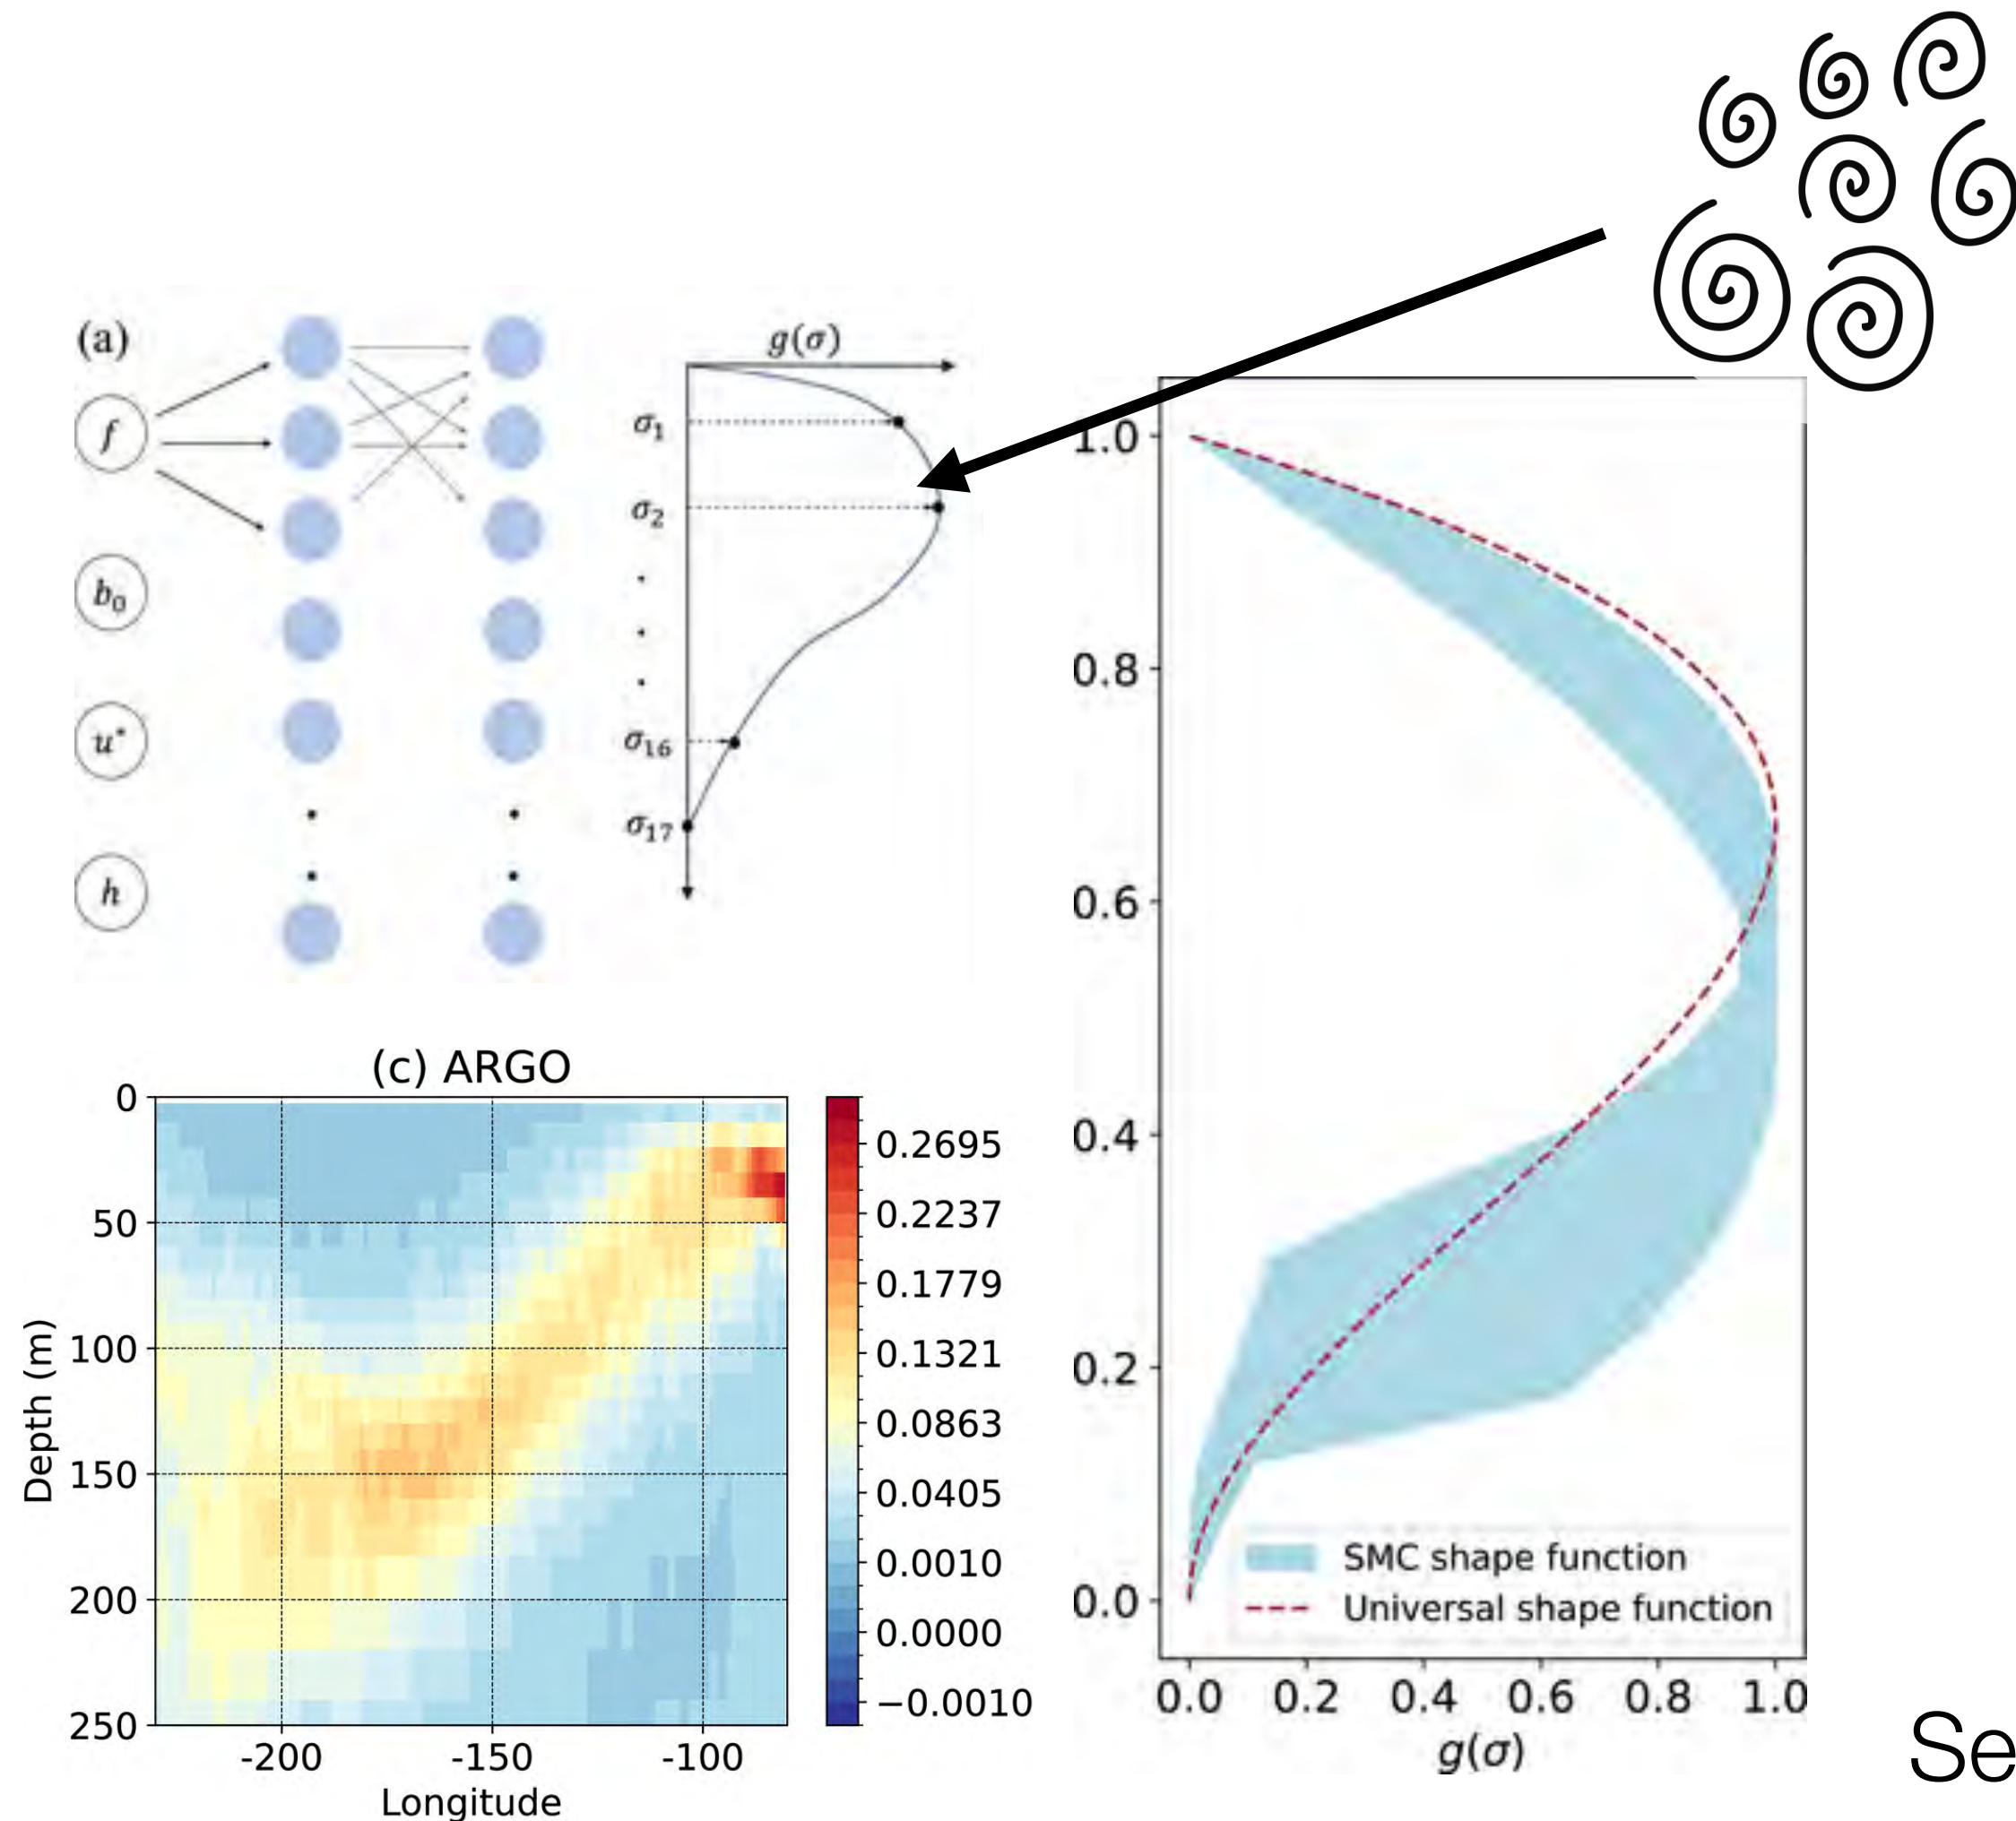 (a)
f
b₀
u*
h
g(σ)
σ₁
σ₂
σ₁₆
σ₁₇
(c) ARGO
0
50
100
150
200
250
Depth (m)
-200
-150
-100
Longitude
0.2695
0.2237
0.1779
0.1321
0.0863
0.0405
0.0010
0.0000
−0.0010
1.0
0.8
0.6
0.4
0.2
0.0
SMC shape function
Universal shape function
0.0 0.2 0.4 0.6 0.8 1.0
g(σ)
Se